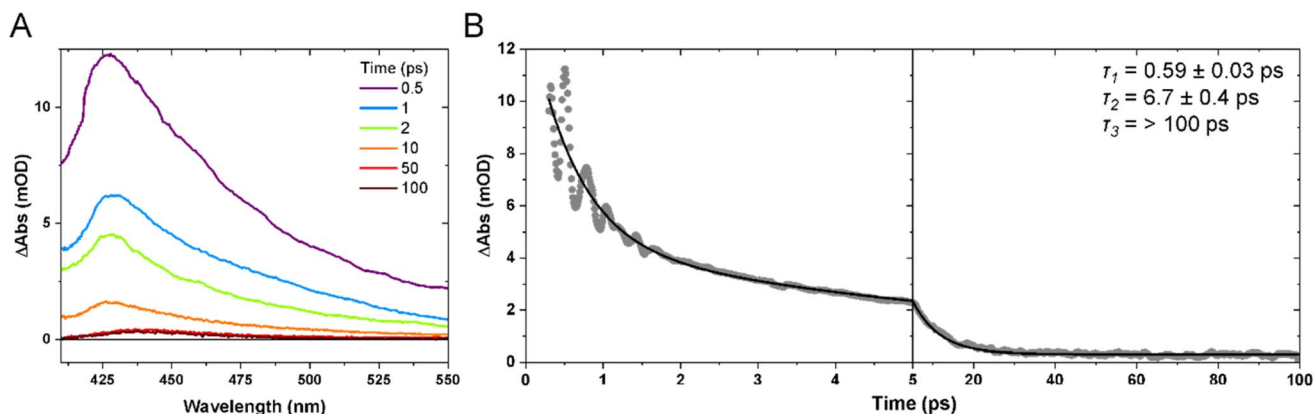 A
Time (ps)
0.5
1
2
10
50
100
ΔAbs (mOD)
10
5
0
425 450 475 500 525 550
Wavelength (nm)
B
τ1 = 0.59 ± 0.03 ps
τ2 = 6.7 ± 0.4 ps
τ3 = > 100 ps
ΔAbs (mOD)
12
10
8
6
4
2
0
0 1 2 3 4 5 20 40 60 80 100
Time (ps)